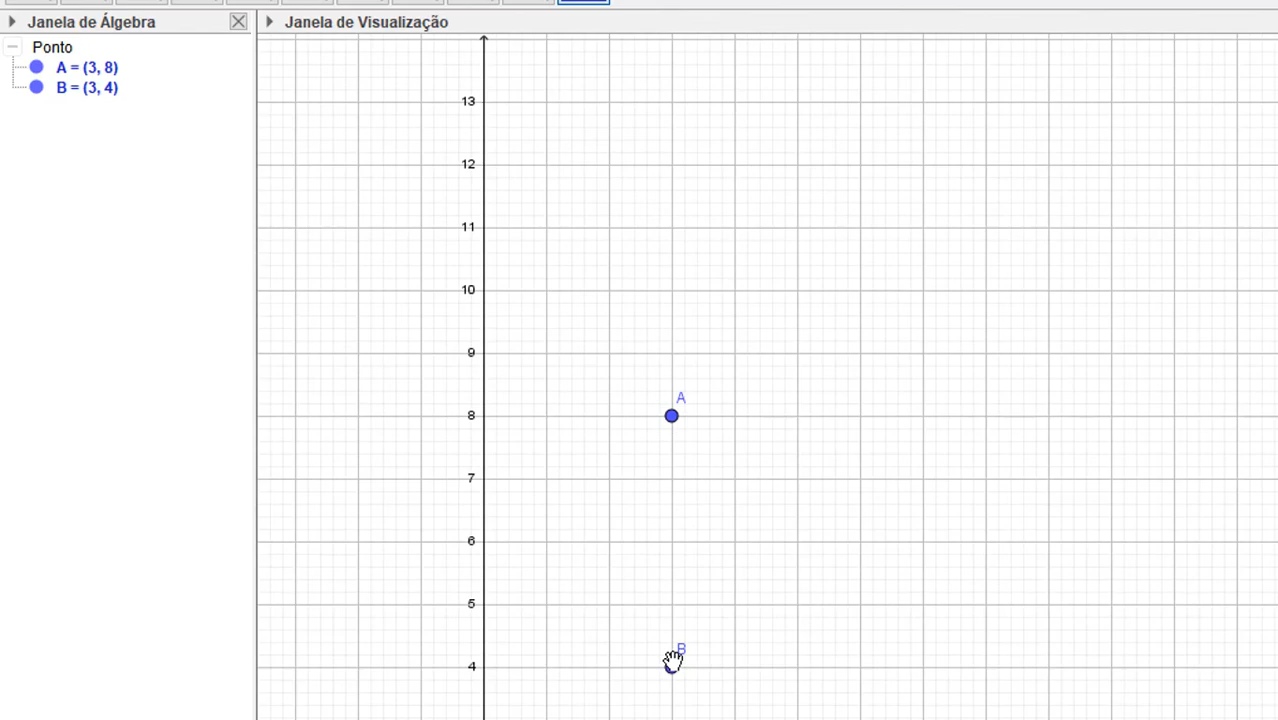 Janela de Álgebra
Janela de Visualização
Ponto
A = (3, 8)
B = (3, 4)
13
12
11
10
9
A
8
7
6
5
B
4